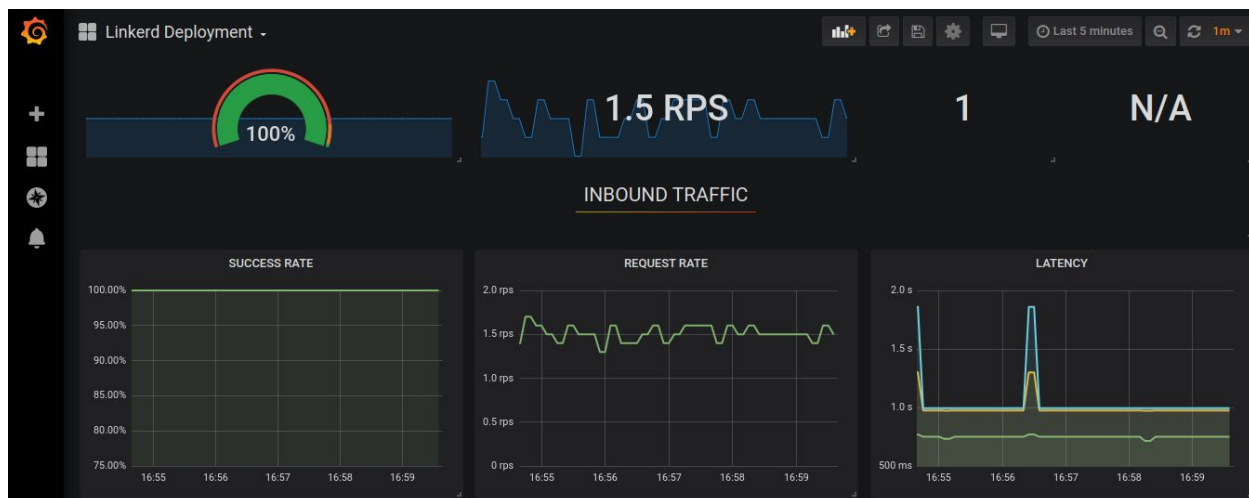 Linkerd Deployment
Last 5 minutes
1m
100%
1.5 RPS
1
N/A
INBOUND TRAFFIC
SUCCESS RATE
100.00%
95.00%
90.00%
85.00%
80.00%
75.00%
16:55 16:56 16:57 16:58 16:59
REQUEST RATE
2.0 rps
1.5 rps
1.0 rps
0.5 rps
0 rps
16:55 16:56 16:57 16:58 16:59
LATENCY
2.0 s
1.5 s
1.0 s
500 ms
16:55 16:56 16:57 16:58 16:59